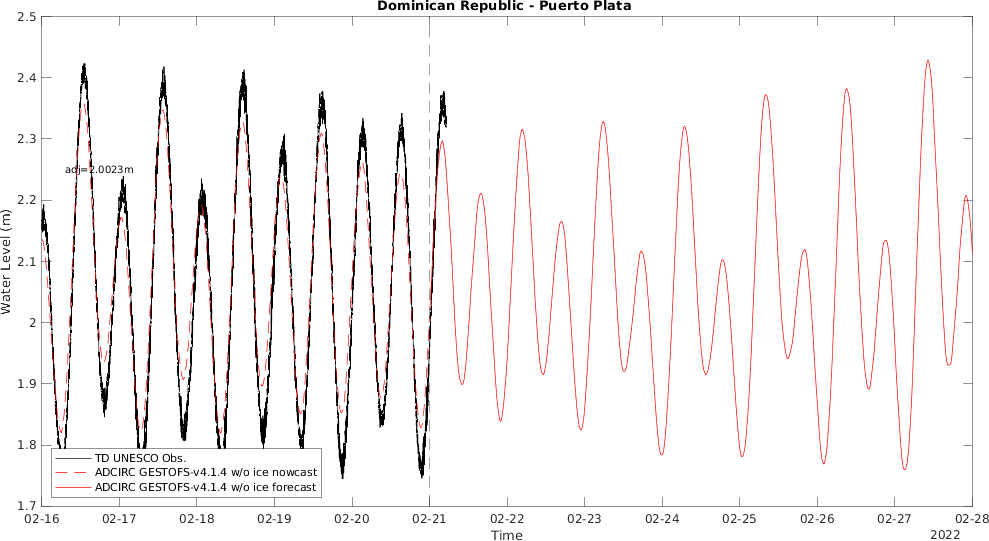 Dominican Republic - Puerto Plata
2.5
2.4
2.3
2.2
2.1
2
1.9
1.8
1.7
Water Level (m)
adj=2.0023m
TD UNESCO Obs.
ADCIRC GESTOFS-v4.1.4 w/o ice nowcast
ADCIRC GESTOFS-v4.1.4 w/o ice forecast
02-16 02-17 02-18 02-19 02-20 02-21 02-22 02-23 02-24 02-25 02-26 02-27 02-28
Time
2022